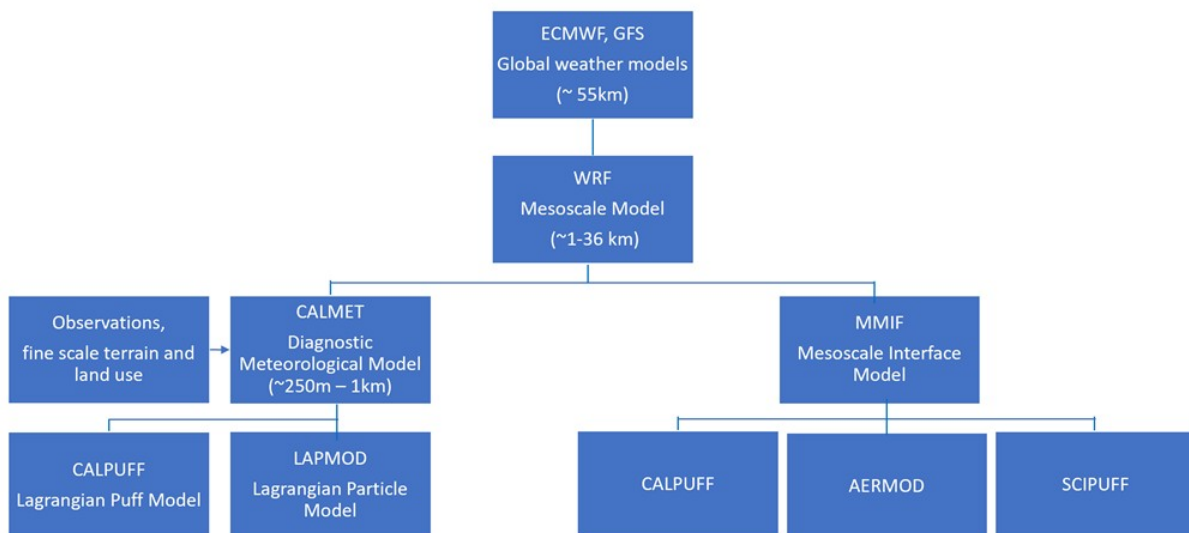 ECMWF, GFS
Global weather models
(~ 55km)
WRF
Mesoscale Model
(~1-36 km)
Observations,
fine scale terrain and
land use
CALMET
Diagnostic
Meteorological Model
(~250m – 1km)
MMIF
Mesoscale Interface
Model
CALPUFF
Lagrangian Puff Model
LAPMOD
Lagrangian Particle
Model
CALPUFF
AERMOD
SCIPUFF